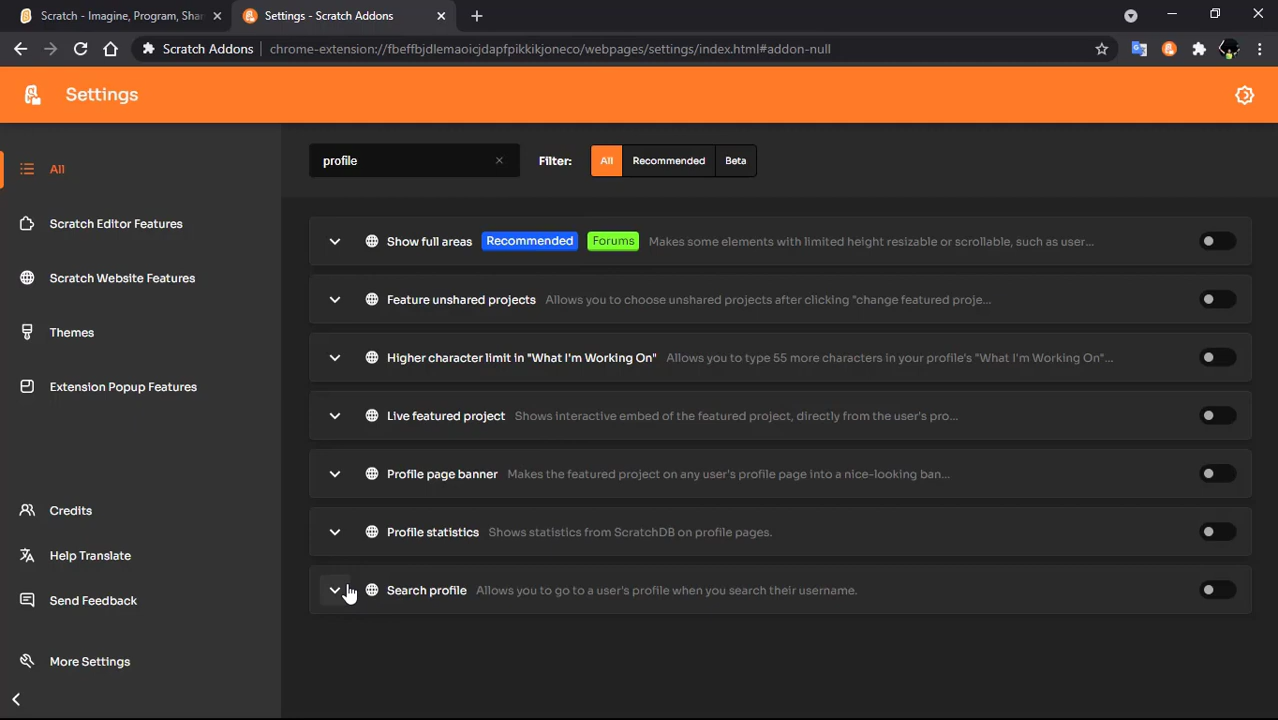 Scratch - Imagine, Program, Shar
Settings - Scratch Addons
Scratch Addons
chrome-extension://fbeffbjdlemaoicjdapfpikkikjoneco/webpages/settings/index.html#addon-null
Settings
All
Scratch Editor Features
Scratch Website Features
Themes
Extension Popup Features
Credits
Help Translate
Send Feedback
More Settings
profile
Filter: All Recommended Beta
Show full areas Recommended Forums Makes some elements with limited height resizable or scrollable, such as user...
Feature unshared projects Allows you to choose unshared projects after clicking "change featured proje...
Higher character limit in "What I'm Working On" Allows you to type 55 more characters in your profile's "What I'm Working On"...
Live featured project Shows interactive embed of the featured project, directly from the user's pro...
Profile page banner Makes the featured project on any user's profile page into a nice-looking ban...
Profile statistics Shows statistics from ScratchDB on profile pages.
Search profile Allows you to go to a user's profile when you search their username.